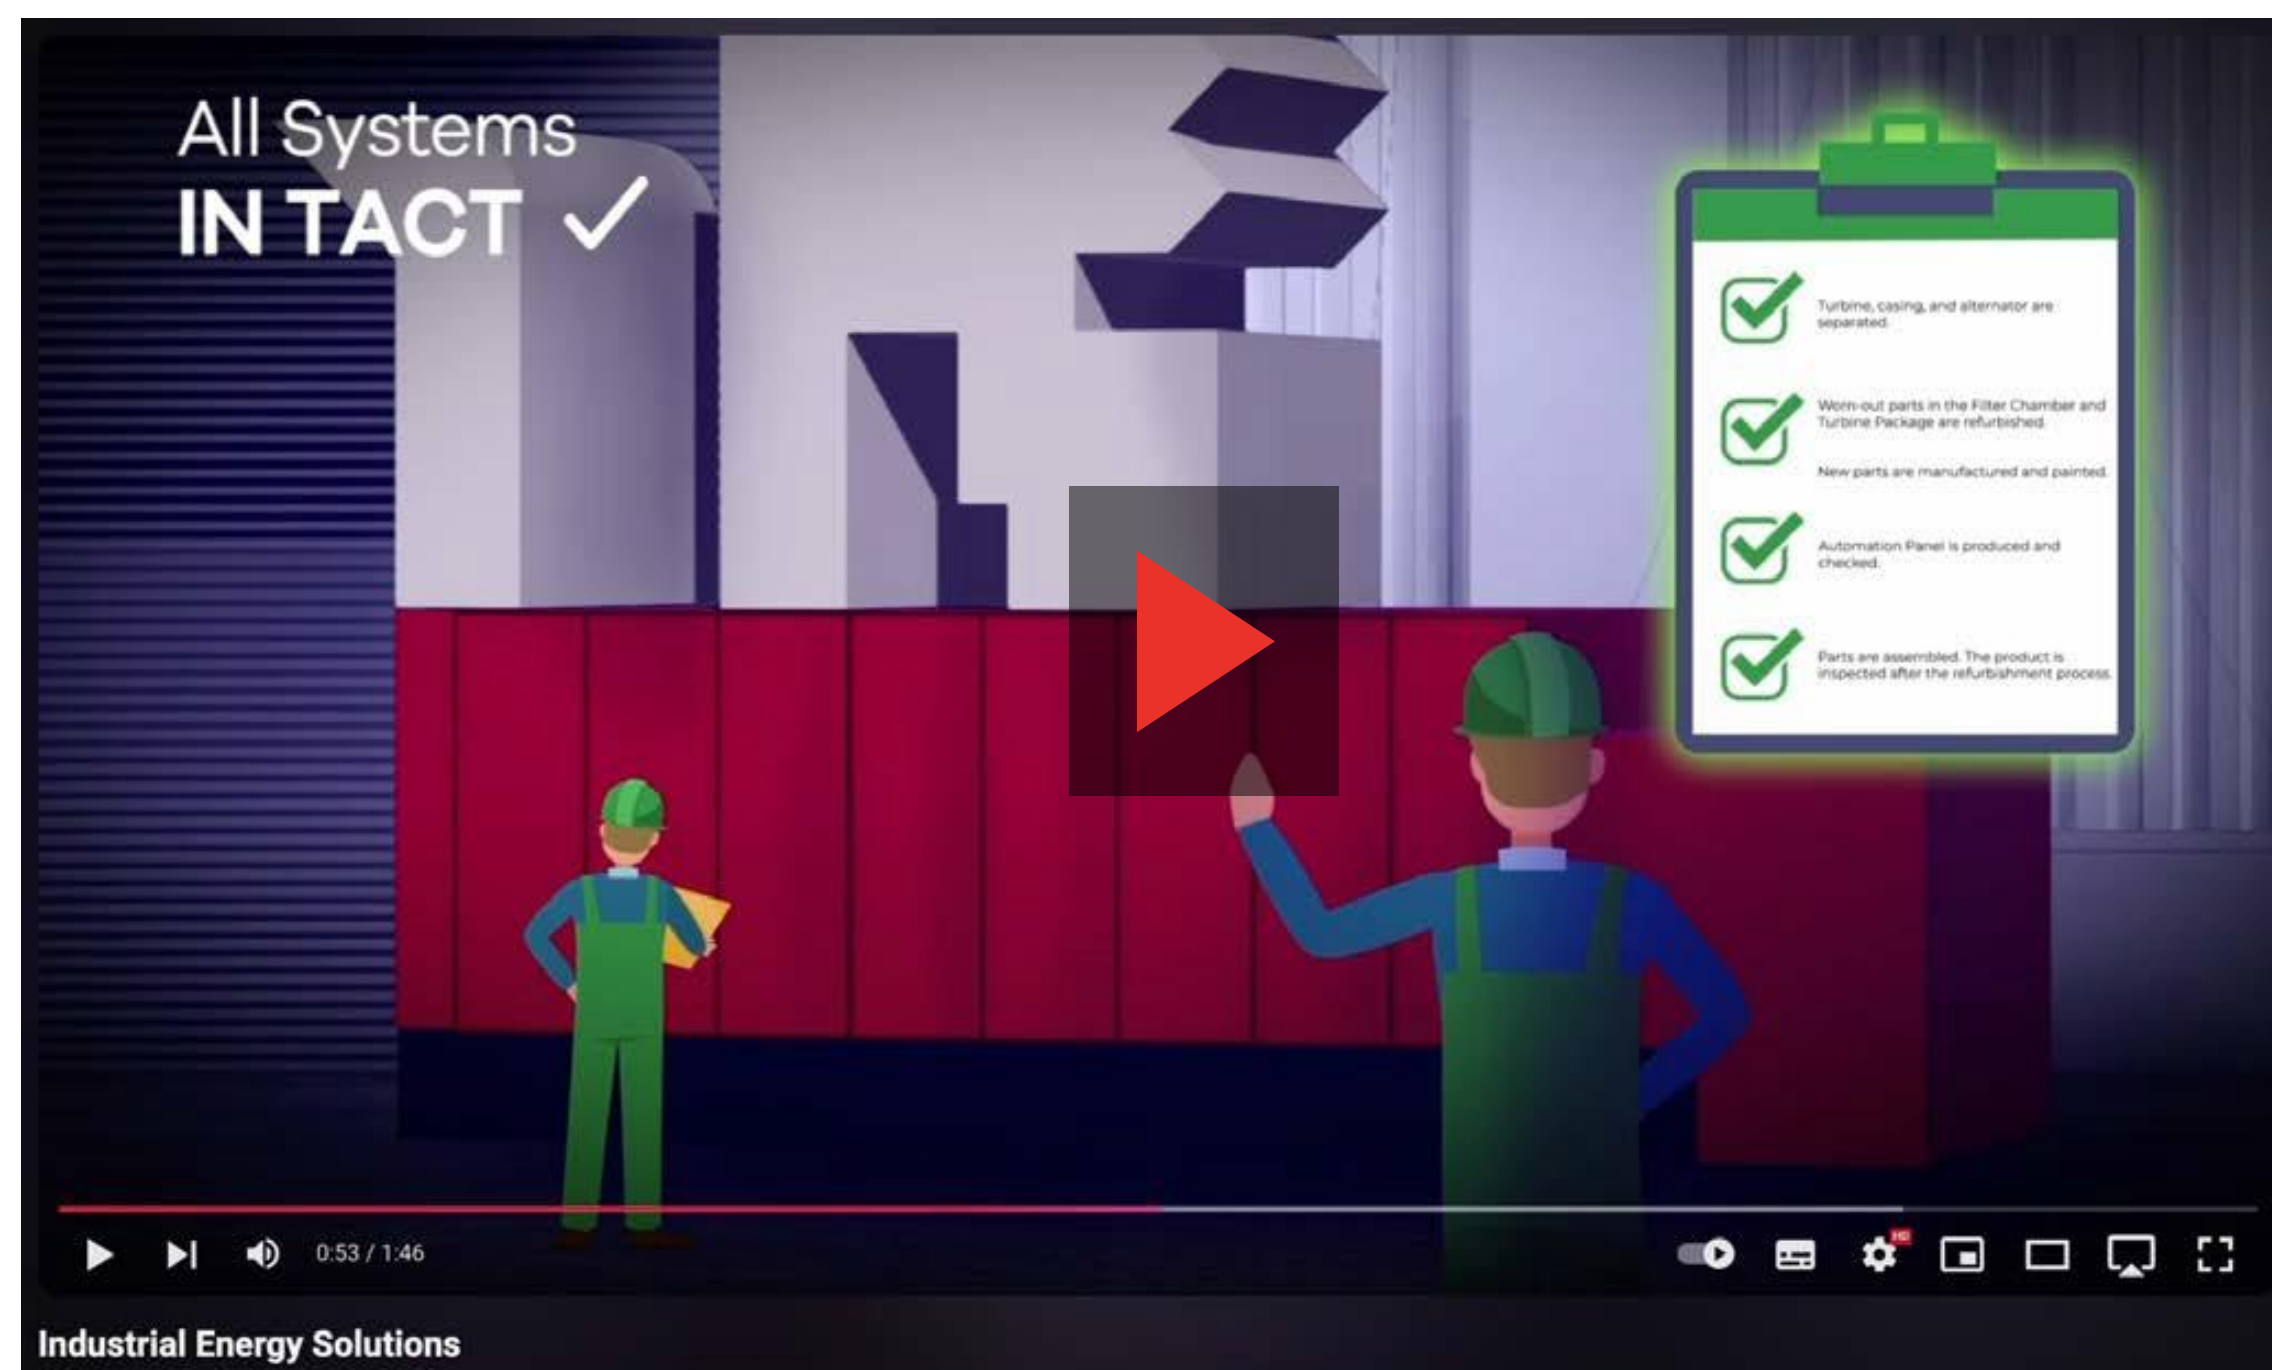 All Systems
IN TACT
Turbine, casing, and alternator are
separated.
Worn-out parts in the Filter Chamber and
Turbine Package are refurbished.
New parts are manufactured and painted.
Automation Panel is produced and
checked.
Parts are assembled. The product is
inspected after the refurbishment process.
0:53 / 1:46
HD
Industrial Energy Solutions